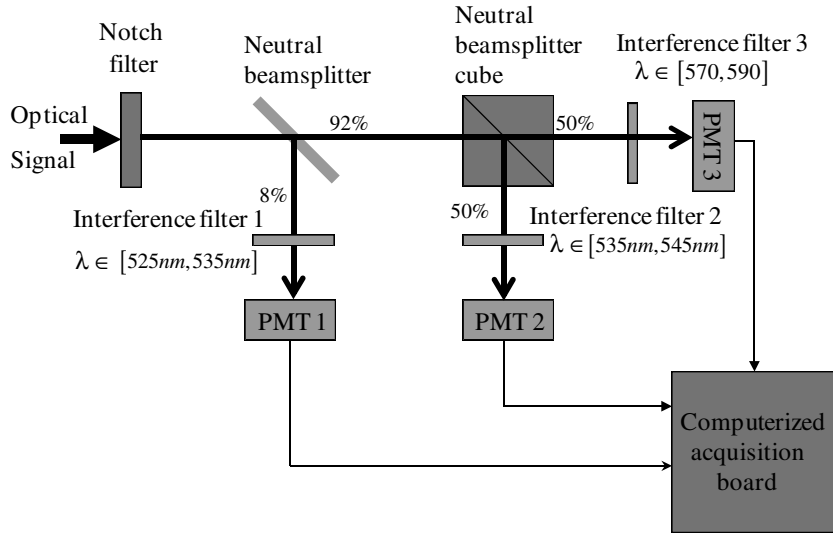 Notch
filter
Neutral
beamsplitter
Neutral
beamsplitter
cube
Interference filter 3
λ ∈ [570,590]
Optical
Signal
92%
50%
PMT 3
8%
50%
Interference filter 1
λ ∈ [525nm,535nm]
Interference filter 2
λ ∈ [535nm,545nm]
PMT 1
PMT 2
Computerized
acquisition
board